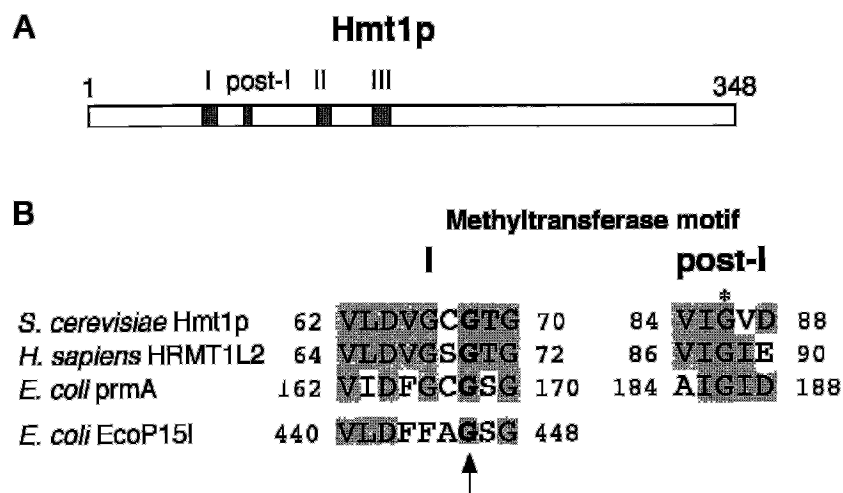 A
Hmt1p
1 I post-I II III 348
B
Methyltransferase motif
I post-I
*
S. cerevisiae Hmt1p 62 VLDVGCGTG 70 84 VIGVD 88
H. sapiens HRMT1L2 64 VLDVGSGTG 72 86 VIGIE 90
E. coli prmA 162 VIDFGCGSG 170 184 AIGID 188
E. coli EcoP15I 440 VLDFFAGSG 448